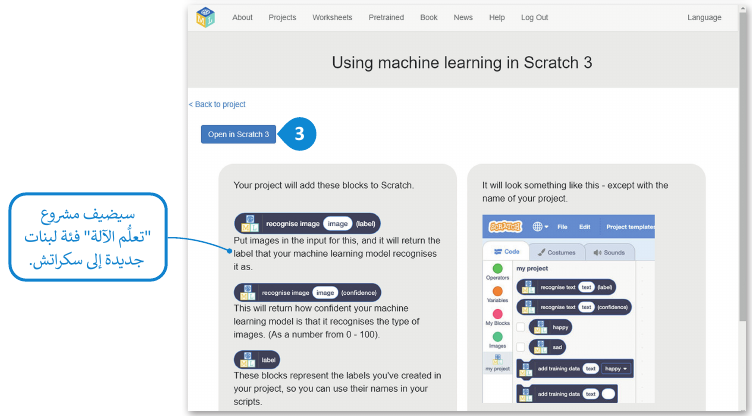 About Projects Worksheets Pretrained Book News Help Log Out Language
Using machine learning in Scratch 3
< Back to project
Open in Scratch 3
3
Your project will add these blocks to Scratch.
recognise image image (label)
Put images in the input for this, and it will return the
label that your machine learning model recognises
it as.
recognise image image (confidence)
This will return how confident your machine
learning model is that it recognises the type of
images. (As a number from 0 - 100).
label
These blocks represent the labels you've created in
your project, so you can use their names in your
scripts.
It will look something like this - except with the
name of your project.
SCRATCH File Edit Project templates
Code Costumes Sounds
Operators
Variables
My Blocks
Images
my project
my project
recognise text text (label)
recognise text text (confidence)
happy
sad
add training data text happy
add training data text
سيضيف مشروع
"تعلُّم الآلة" فئة لبنات
جديدة إلى سكراتش.